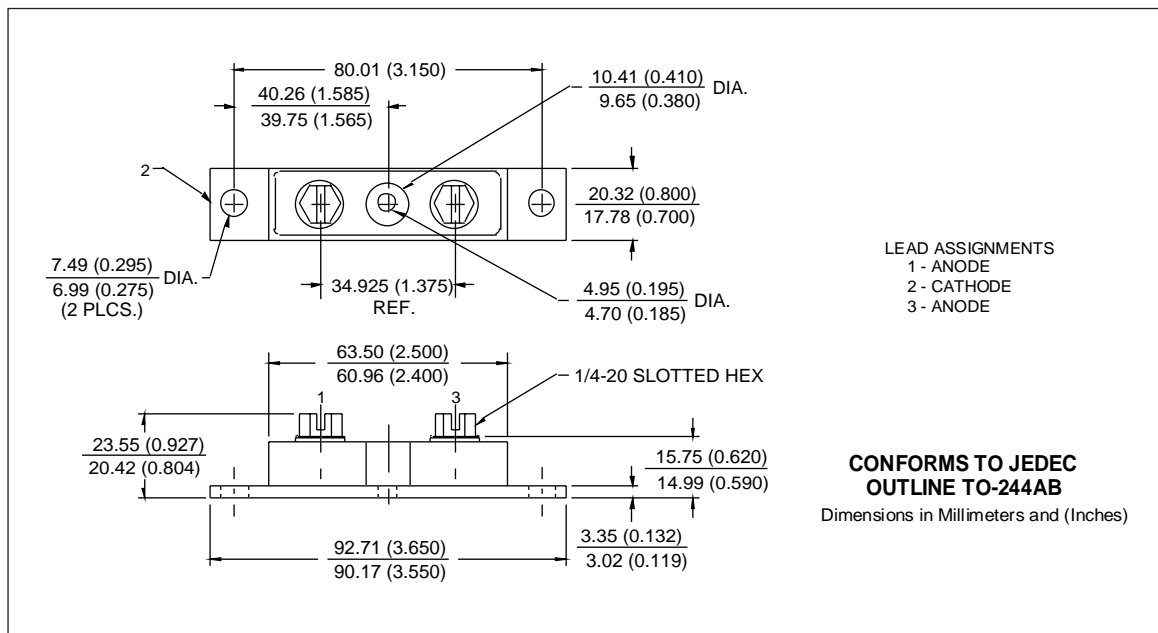 80.01 (3.150)
40.26 (1.585)
39.75 (1.565)
10.41 (0.410)
9.65 (0.380)
DIA.
2
20.32 (0.800)
17.78 (0.700)
7.49 (0.295)
6.99 (0.275)
DIA.
(2 PLCS.)
34.925 (1.375)
REF.
4.95 (0.195)
4.70 (0.185)
DIA.
LEAD ASSIGNMENTS
1 - ANODE
2 - CATHODE
3 - ANODE
63.50 (2.500)
60.96 (2.400)
1/4-20 SLOTTED HEX
1
3
23.55 (0.927)
20.42 (0.804)
15.75 (0.620)
14.99 (0.590)
3.35 (0.132)
3.02 (0.119)
92.71 (3.650)
90.17 (3.550)
CONFORMS TO JEDEC
OUTLINE TO-244AB
Dimensions in Millimeters and (Inches)